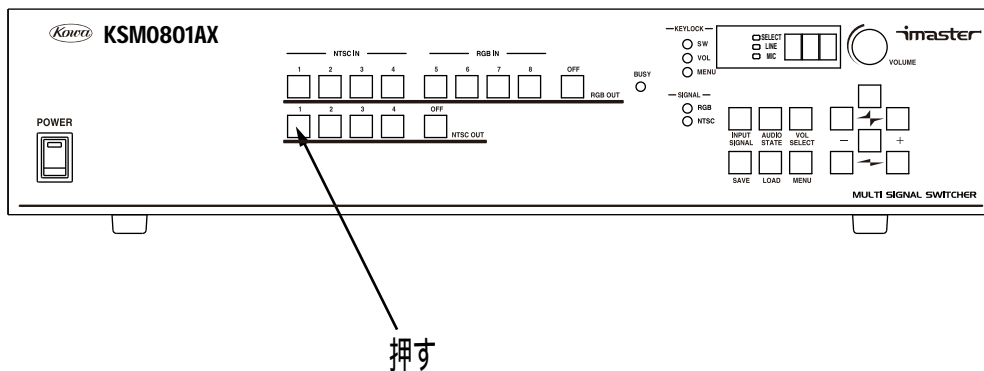 Kowa KSM0801AX
NTSC IN RGB IN
1 2 3 4 5 6 7 8 OFF
RGB OUT
1 2 3 4 OFF
NTSC OUT
BUSY
POWER
KEYLOCK
SW
VOL
MENU
SIGNAL
RGB
NTSC
SELECT
LINE
MIC
imaster
VOLUME
INPUT SIGNAL
AUDIO STATE
VOL SELECT
SAVE LOAD MENU
− +
MULTI SIGNAL SWITCHER
押す